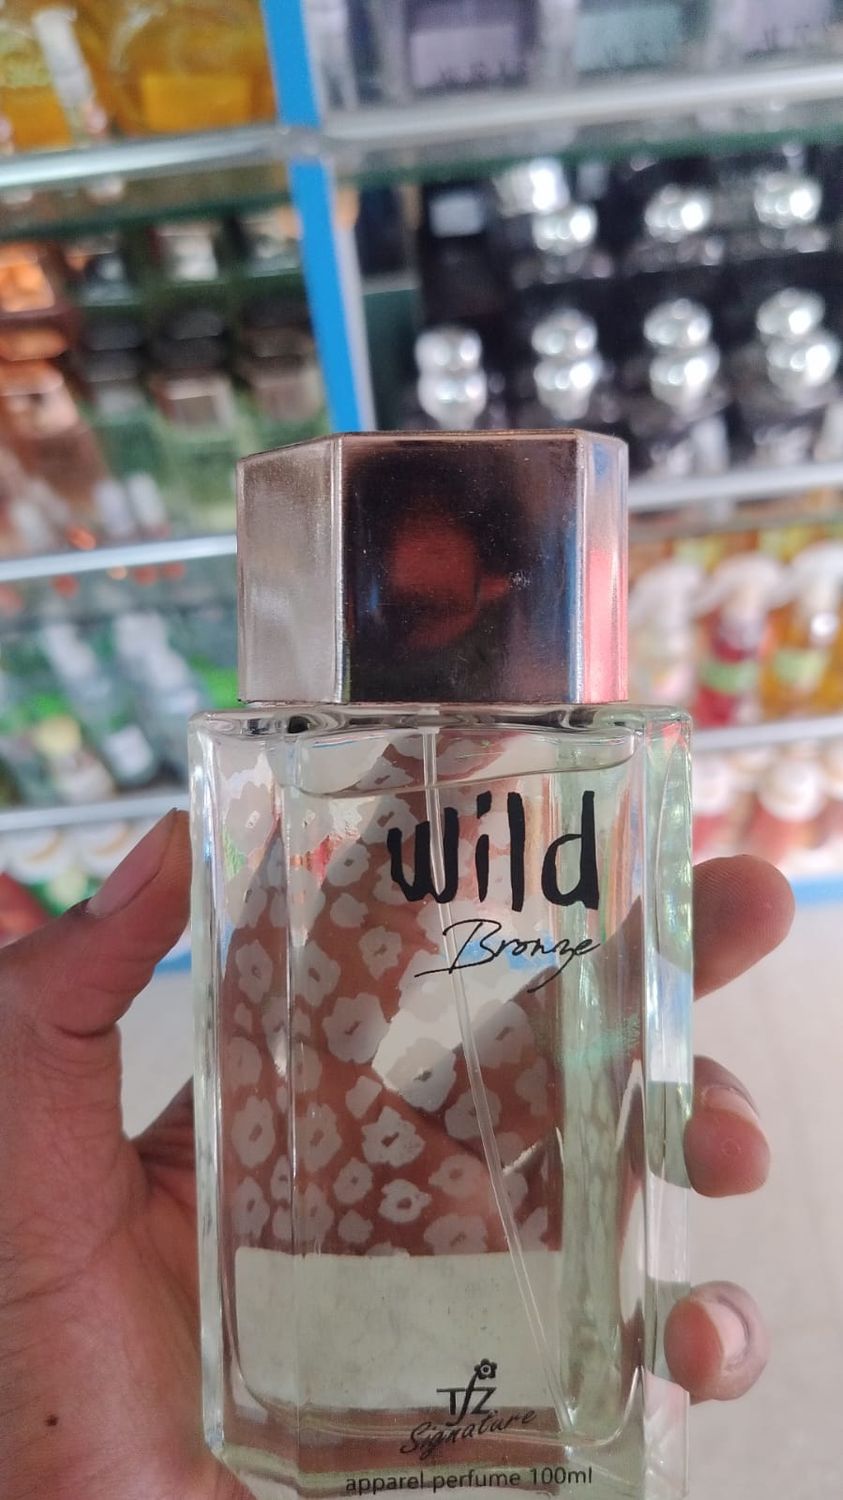 wild
Bronze
TfZ
Signature
apparel perfume 100ml